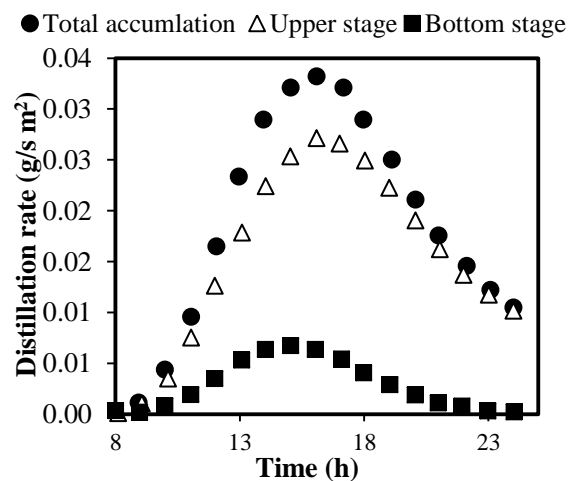 Total accumlation Upper stage Bottom stage
Distillation rate (g/s m²)
0.04
0.03
0.03
0.02
0.02
0.01
0.01
0.00
8 13 18 23
Time (h)